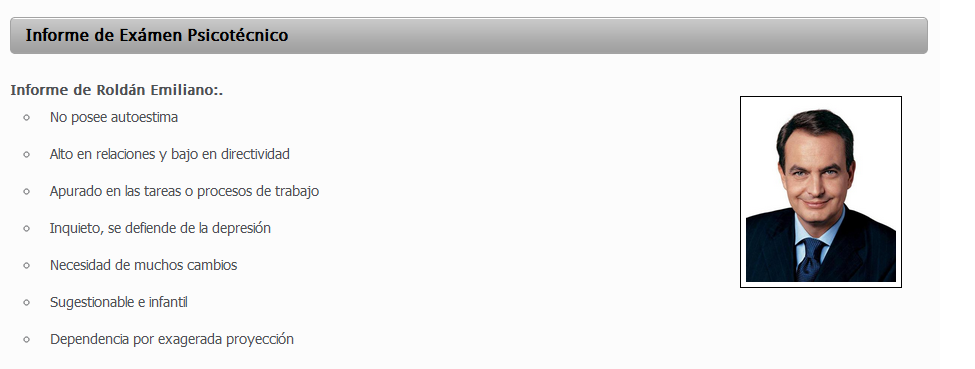 Informe de Exámen Psicotécnico
Informe de Roldán Emiliano:.
No posee autoestima
Alto en relaciones y bajo en directividad
Apurado en las tareas o procesos de trabajo
Inquieto, se defiende de la depresión
Necesidad de muchos cambios
Sugestionable e infantil
Dependencia por exagerada proyección